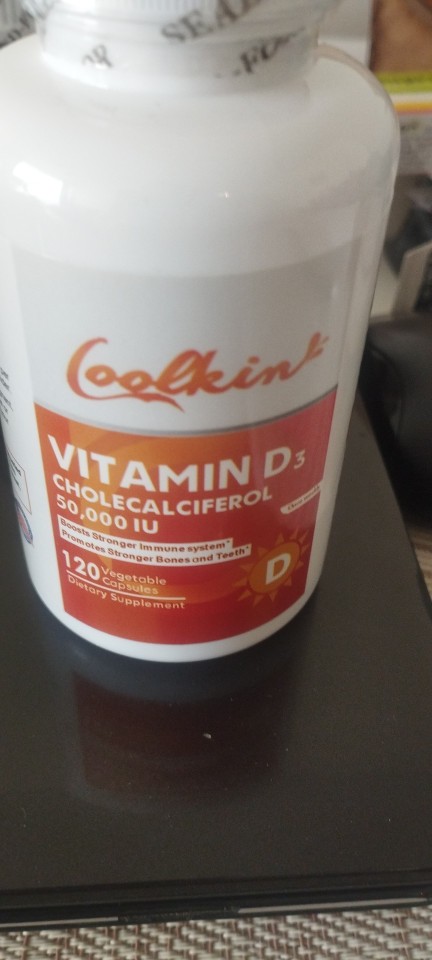 SEAL
Coolkin
VITAMIN D3
CHOLECALCIFEROL
50,000 IU
Boosts Stronger Immune system*
Promotes Stronger Bones and Teeth*
120 Vegetable
Capsules
Dietary Supplement
D